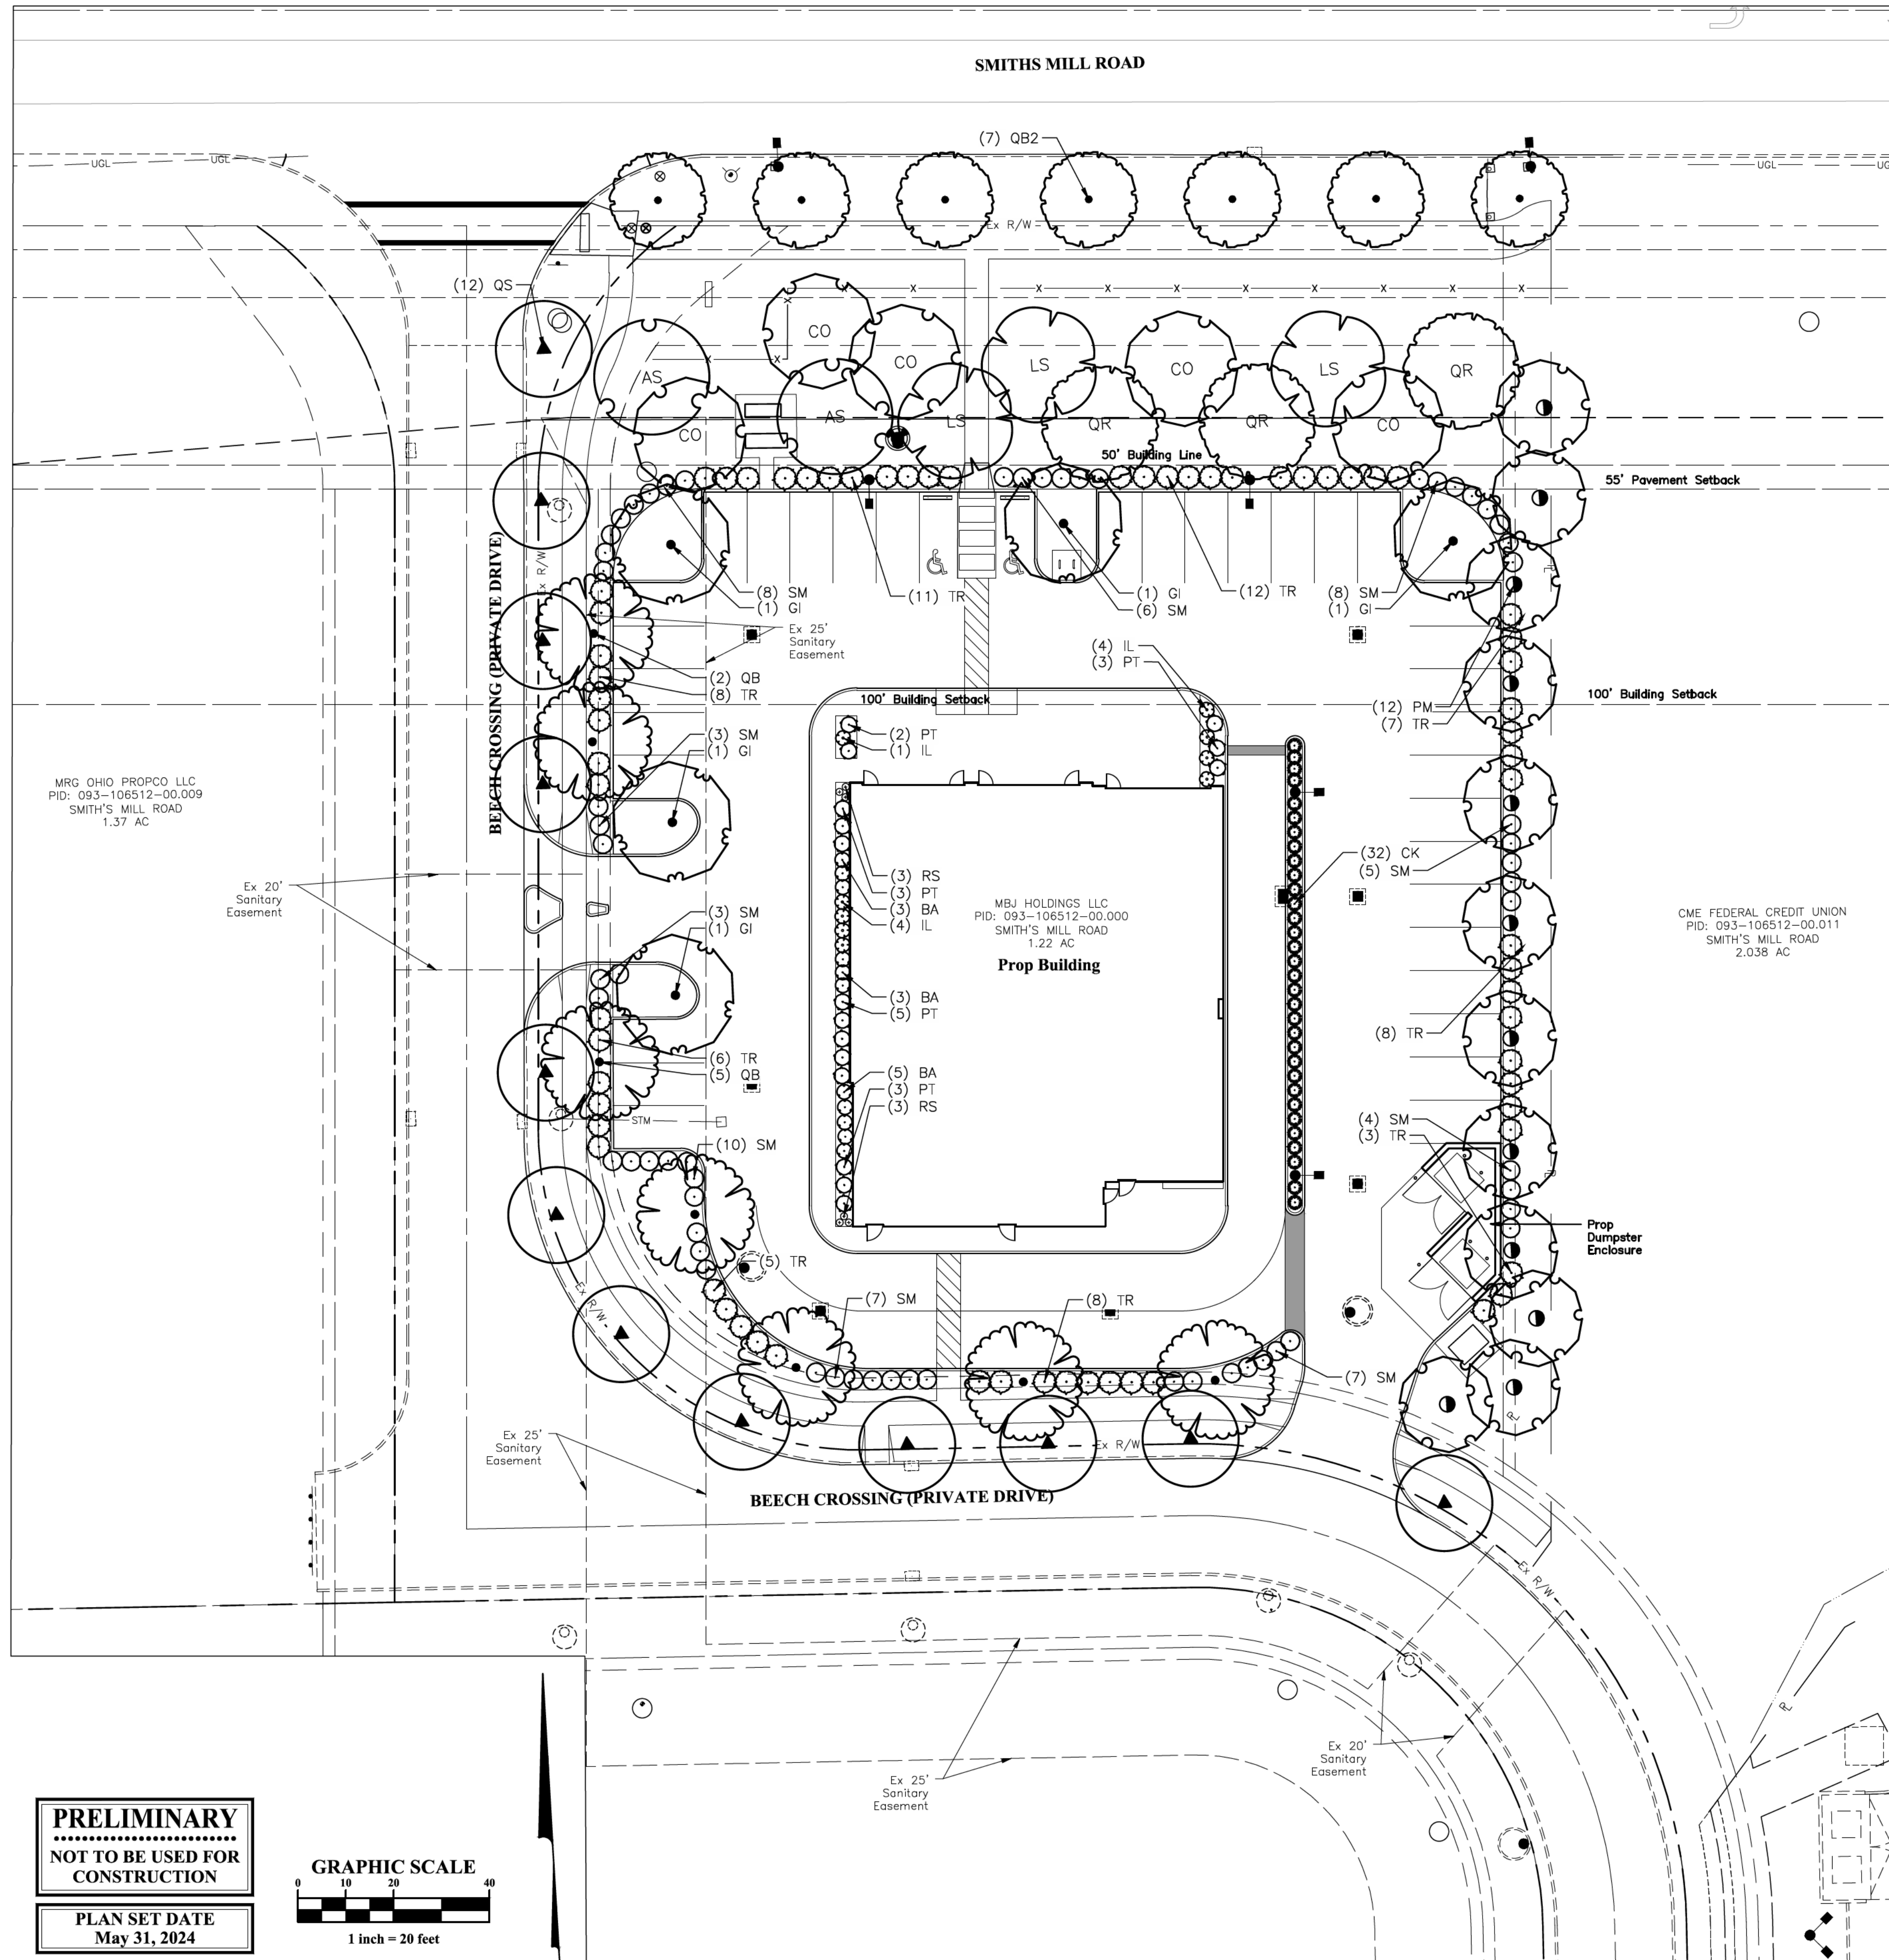 SMITHS MILL ROAD
(7) QB2
UGL
UGL
UGL
Ex R/W
(12) QS
x
x
x
x
x
x
x
x
x
x
x
x
CO
CO
LS
CO
LS
QR
AS
CO
AS
LS
QR
QR
CO
50' Building Line
55' Pavement Setback
BEECH CROSSING (PRIVATE DRIVE)
Ex R/W
(8) SM
(1) GI
(11) TR
(1) GI
(6) SM
(12) TR
(8) SM
(1) GI
Ex 25'
Sanitary
Easement
(4) IL
(3) PT
(2) QB
(8) TR
100' Building Setback
100' Building Setback
(12) PM
(7) TR
(3) SM
(1) GI
(2) PT
(1) IL
MRG OHIO PROPCO LLC
PID: 093-106512-00.009
SMITH'S MILL ROAD
1.37 AC
(32) CK
(5) SM
(3) RS
(3) PT
(3) BA
(4) IL
Ex 20'
Sanitary
Easement
(3) SM
(1) GI
MBJ HOLDINGS LLC
PID: 093-106512-00.000
SMITH'S MILL ROAD
1.22 AC
Prop Building
CME FEDERAL CREDIT UNION
PID: 093-106512-00.011
SMITH'S MILL ROAD
2.038 AC
(3) BA
(5) PT
(8) TR
(6) TR
(5) QB
(5) BA
(3) PT
(3) RS
STM
(4) SM
(3) TR
(10) SM
Prop
Dumpster
Enclosure
(5) TR
(7) SM
(8) TR
Ex R/W
(7) SM
Ex 25'
Sanitary
Easement
Ex R/W
PL
BEECH CROSSING (PRIVATE DRIVE)
Ex R/W
PL
Ex 25'
Sanitary
Easement
Ex 20'
Sanitary
Easement
PRELIMINARY
NOT TO BE USED FOR
CONSTRUCTION
PLAN SET DATE
May 31, 2024
GRAPHIC SCALE
0 10 20 40
1 inch = 20 feet